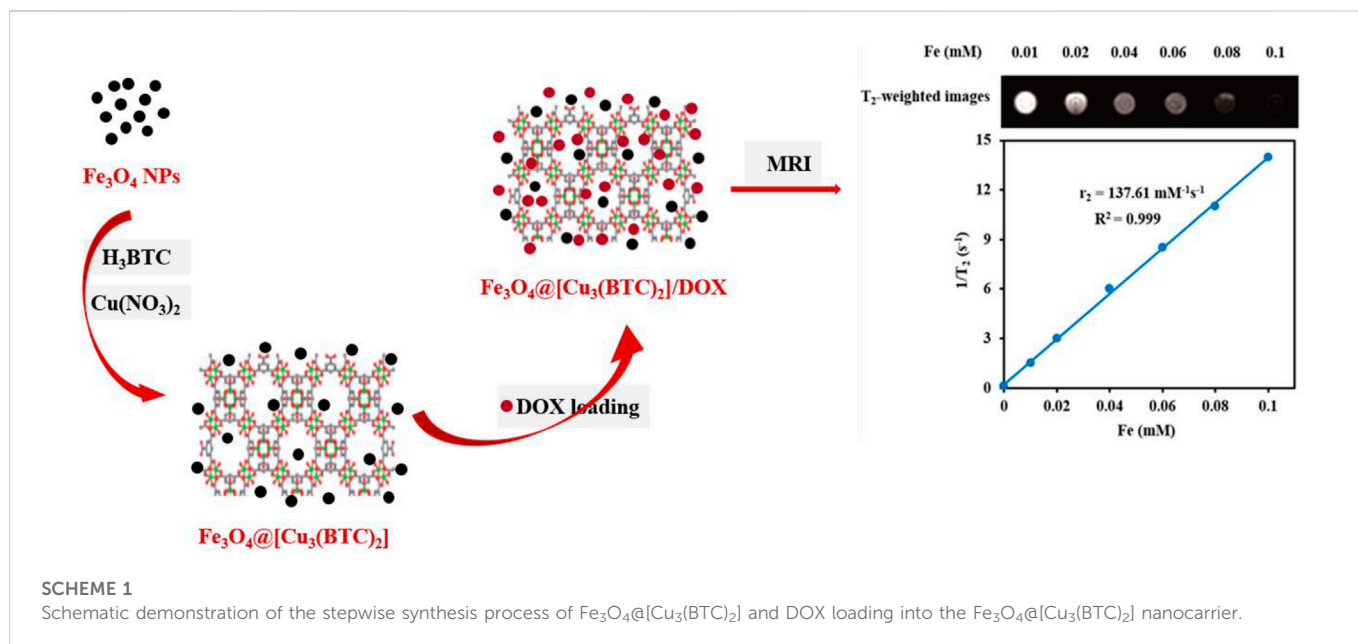 Fe (mM) 0.01 0.02 0.04 0.06 0.08 0.1
T₂-weighted images
Fe₃O₄ NPs
H₃BTC
Cu(NO₃)₂
Fe₃O₄@[Cu₃(BTC)₂]
DOX loading
Fe₃O₄@[Cu₃(BTC)₂]/DOX
MRI
15
12
9
6
3
0
1/T₂ (s⁻¹)
r₂ = 137.61 mM⁻¹s⁻¹
R² = 0.999
0 0.02 0.04 0.06 0.08 0.1
Fe (mM)
SCHEME 1
Schematic demonstration of the stepwise synthesis process of Fe₃O₄@[Cu₃(BTC)₂] and DOX loading into the Fe₃O₄@[Cu₃(BTC)₂] nanocarrier.